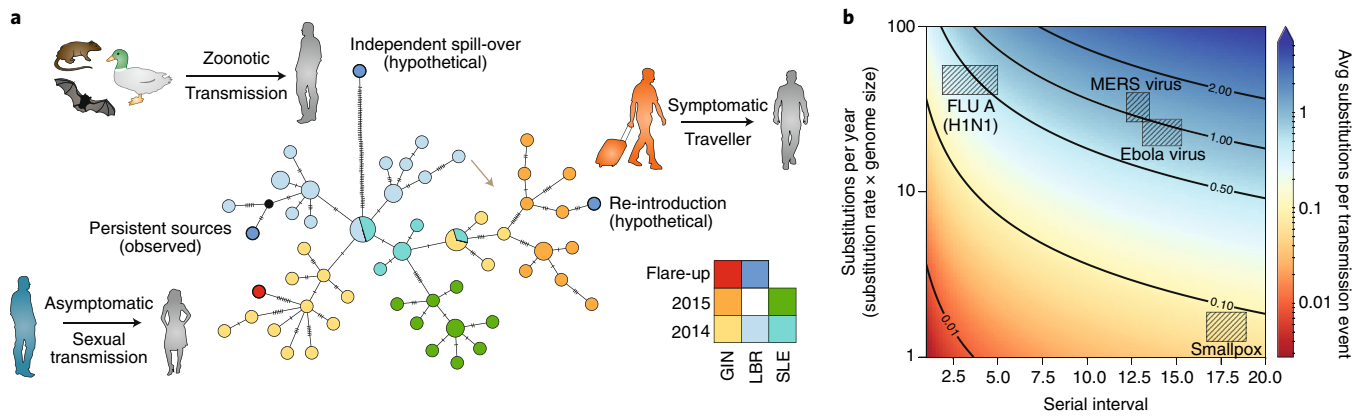 a
Zoonotic
Transmission
Independent spill-over
(hypothetical)
Symptomatic
Traveller
Persistent sources
(observed)
Re-introduction
(hypothetical)
Asymptomatic
Sexual
transmission
Flare-up
2015
2014
GIN
LBR
SLE
b
Substitutions per year
(substitution rate × genome size)
100
10
1
FLU A
(H1N1)
MERS virus
Ebola virus
Smallpox
2.00
1.00
0.50
0.10
0.01
2.5
5.0
7.5
10.0
12.5
15.0
17.5
20.0
Serial interval
1
0.1
0.01
Avg substitutions per transmission event